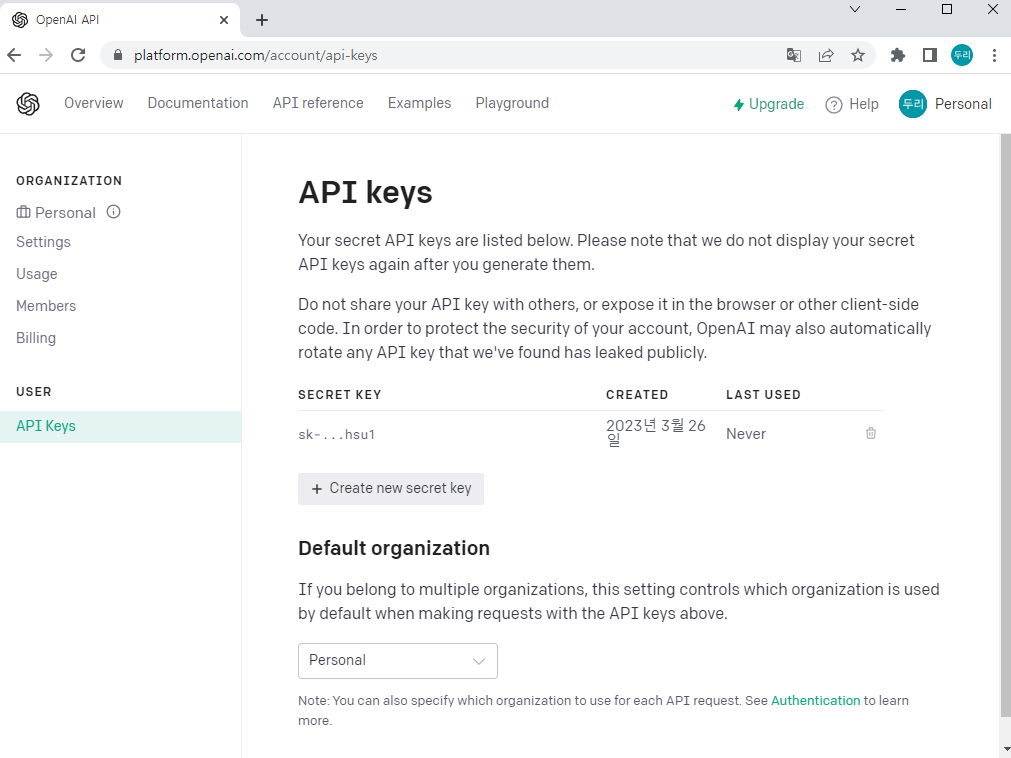 OpenAI API
platform.openai.com/account/api-keys
두리
Overview Documentation API reference Examples Playground
Upgrade Help 두리 Personal
ORGANIZATION
Personal
Settings
Usage
Members
Billing
USER
API Keys
API keys
Your secret API keys are listed below. Please note that we do not display your secret
API keys again after you generate them.
Do not share your API key with others, or expose it in the browser or other client-side
code. In order to protect the security of your account, OpenAI may also automatically
rotate any API key that we've found has leaked publicly.
SECRET KEY CREATED LAST USED
sk-...hsu1 2023년 3월 26
일 Never
+ Create new secret key
Default organization
If you belong to multiple organizations, this setting controls which organization is used
by default when making requests with the API keys above.
Personal
Note: You can also specify which organization to use for each API request. See Authentication to learn
more.